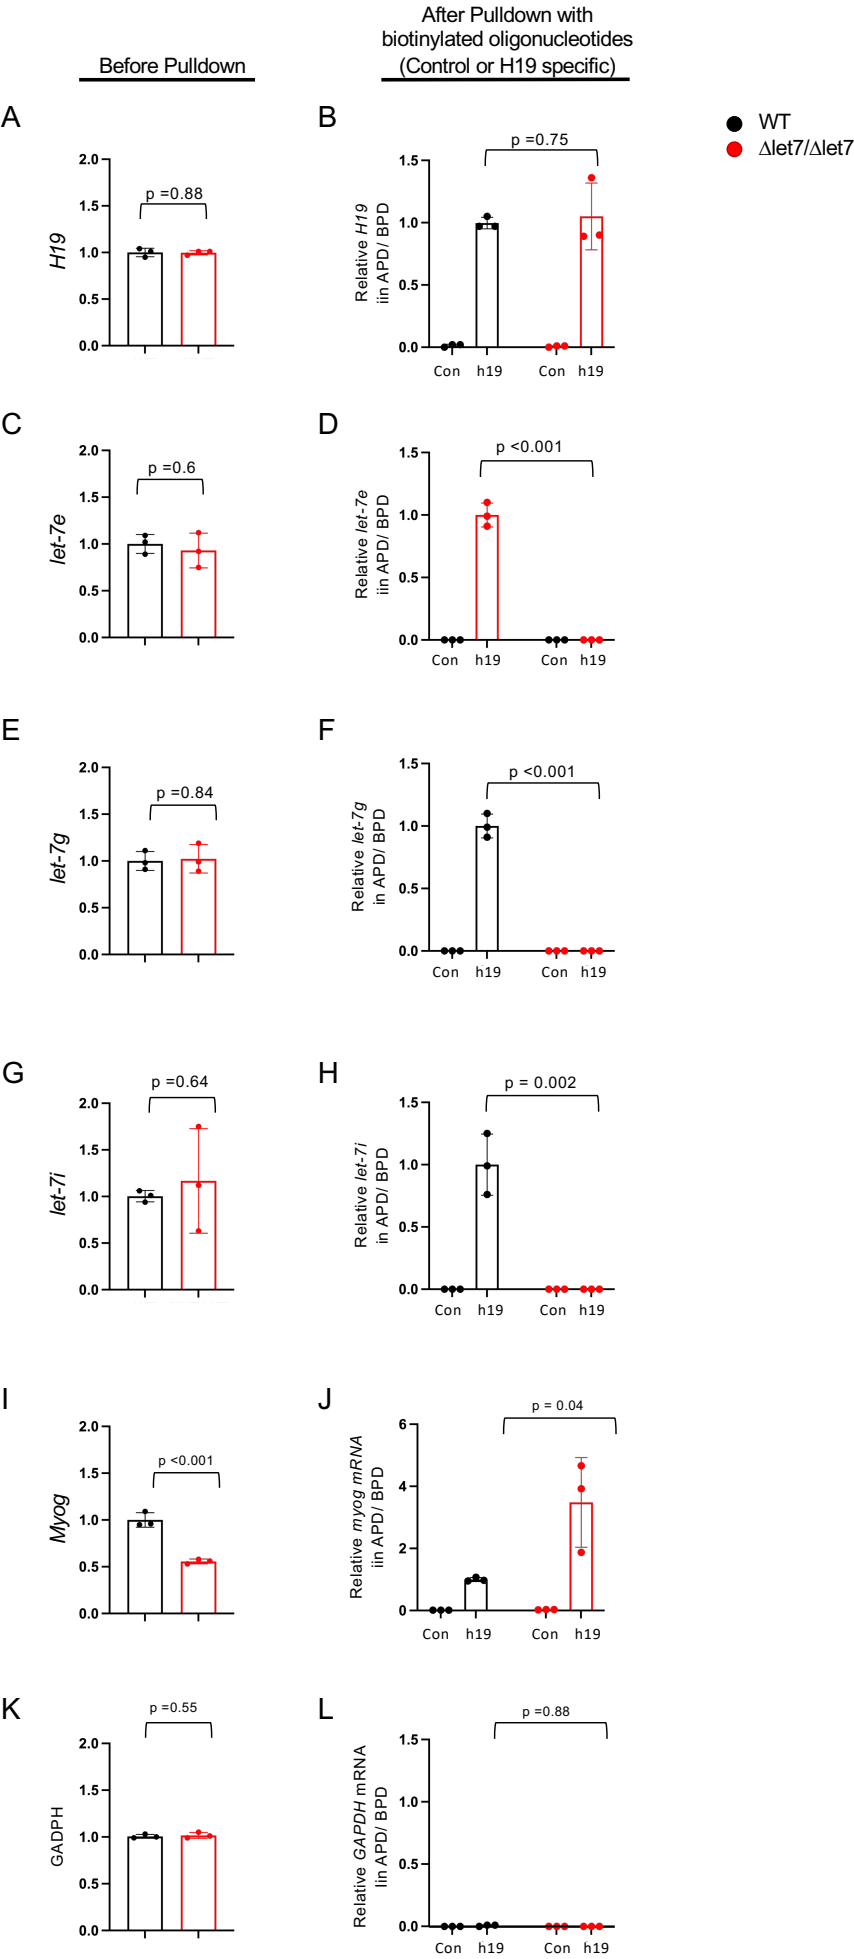 Before Pulldown
After Pulldown with
biotinylated oligonucleotides
(Control or H19 specific)
WT
Δlet7/Δlet7
A
H19
2.0
1.5
1.0
0.5
0.0
p =0.88
B
Relative H19
iin APD/ BPD
1.5
1.0
0.5
0.0
p =0.75
Con h19 Con h19
C
let-7e
2.0
1.5
1.0
0.5
0.0
p =0.6
D
Relative let-7e
iin APD/ BPD
1.5
1.0
0.5
0.0
p <0.001
Con h19 Con h19
E
let-7g
2.0
1.5
1.0
0.5
0.0
p =0.84
F
Relative let-7g
in APD/ BPD
1.5
1.0
0.5
0.0
p <0.001
Con h19 Con h19
G
let-7i
2.0
1.5
1.0
0.5
0.0
p =0.64
H
Relative let-7i
in APD/ BPD
1.5
1.0
0.5
0.0
p = 0.002
Con h19 Con h19
I
Myog
2.0
1.5
1.0
0.5
0.0
p <0.001
J
Relative myog mRNA
iin APD/ BPD
6
4
2
0
p = 0.04
Con h19 Con h19
K
GADPH
2.0
1.5
1.0
0.5
0.0
p =0.55
L
Relative GAPDH mRNA
Iin APD/ BPD
1.5
1.0
0.5
0.0
p =0.88
Con h19 Con h19